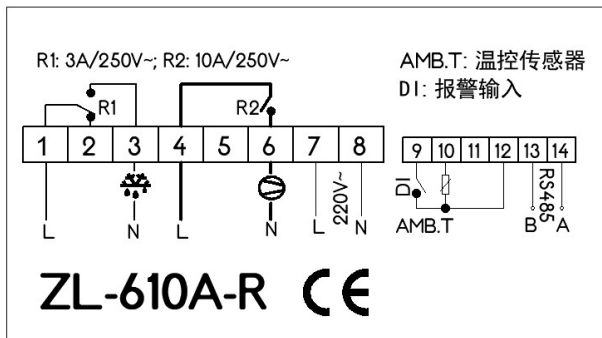 R1: 3A/250V~; R2: 10A/250V~
AMB.T: 温控传感器
DI: 报警输入
R1
R2
1 2 3 4 5 6 7 8
9 10 11 12 13 14
L N L N L 220V~ N
DI
AMB.T
RS485
B A
ZL-610A-R CE